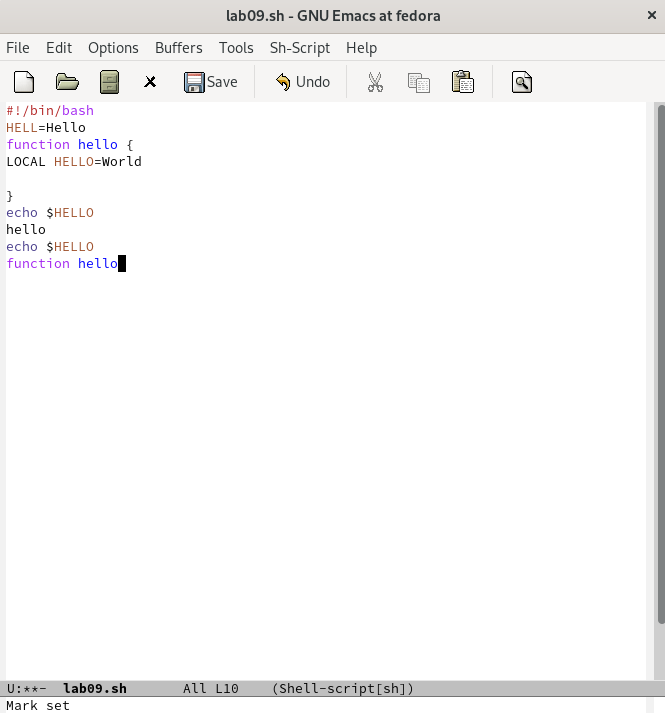 lab09.sh - GNU Emacs at fedora
File Edit Options Buffers Tools Sh-Script Help
Save Undo
#!/bin/bash
HELL=Hello
function hello {
LOCAL HELLO=World
}
echo $HELLO
hello
echo $HELLO
function hello
U:**- lab09.sh All L10 (Shell-script[sh])
Mark set